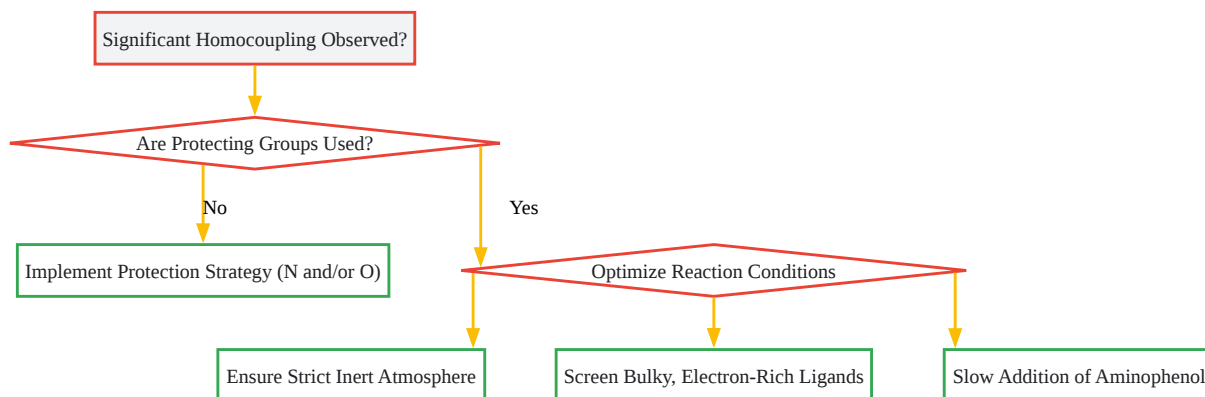 Significant Homocoupling Observed?
Are Protecting Groups Used?
No
Yes
Implement Protection Strategy (N and/or O)
Optimize Reaction Conditions
Ensure Strict Inert Atmosphere
Screen Bulky, Electron-Rich Ligands
Slow Addition of Aminophenol